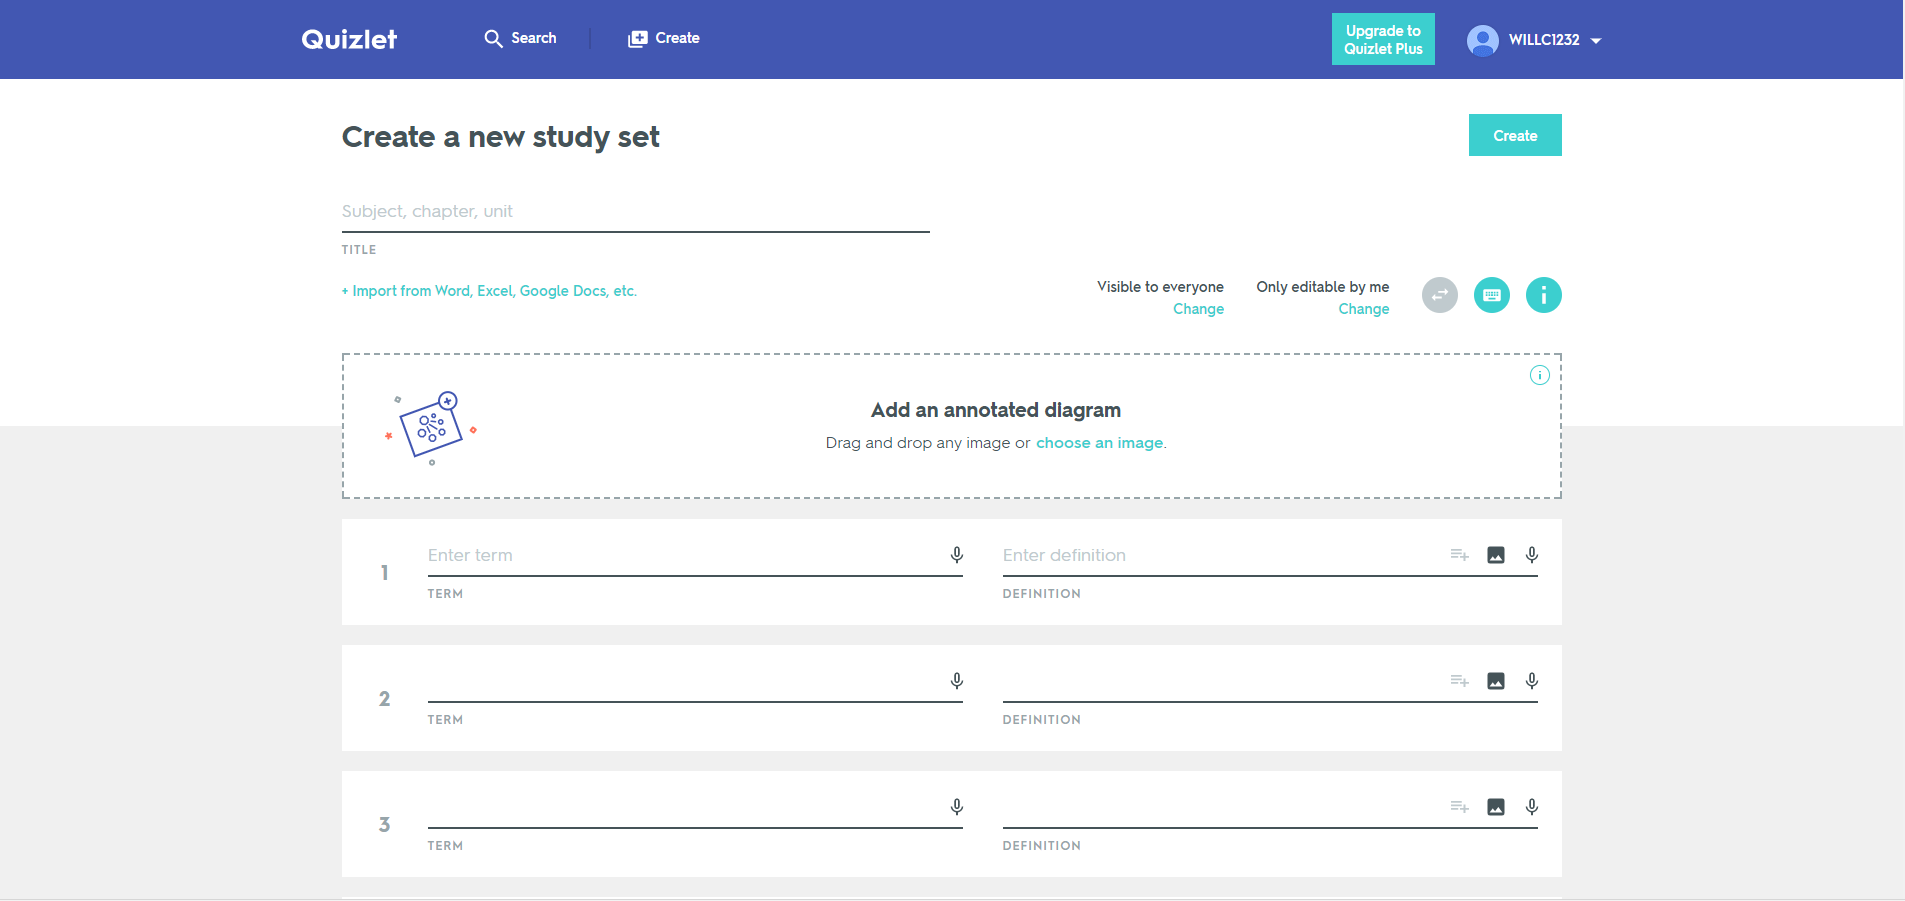 Quizlet
Search
Create
Upgrade to
Quizlet Plus
WILLC1232
Create a new study set
Create
Subject, chapter, unit
TITLE
+ Import from Word, Excel, Google Docs, etc.
Visible to everyone
Change
Only editable by me
Change
Add an annotated diagram
Drag and drop any image or choose an image.
1
Enter term
TERM
Enter definition
DEFINITION
2
TERM
DEFINITION
3
TERM
DEFINITION